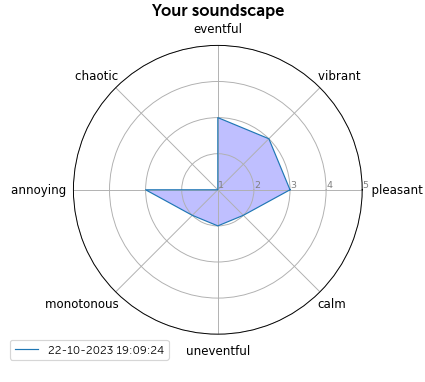 Your soundscape
eventful
chaotic
vibrant
annoying
1 2 3 4 5
pleasant
monotonous
calm
uneventful
22-10-2023 19:09:24